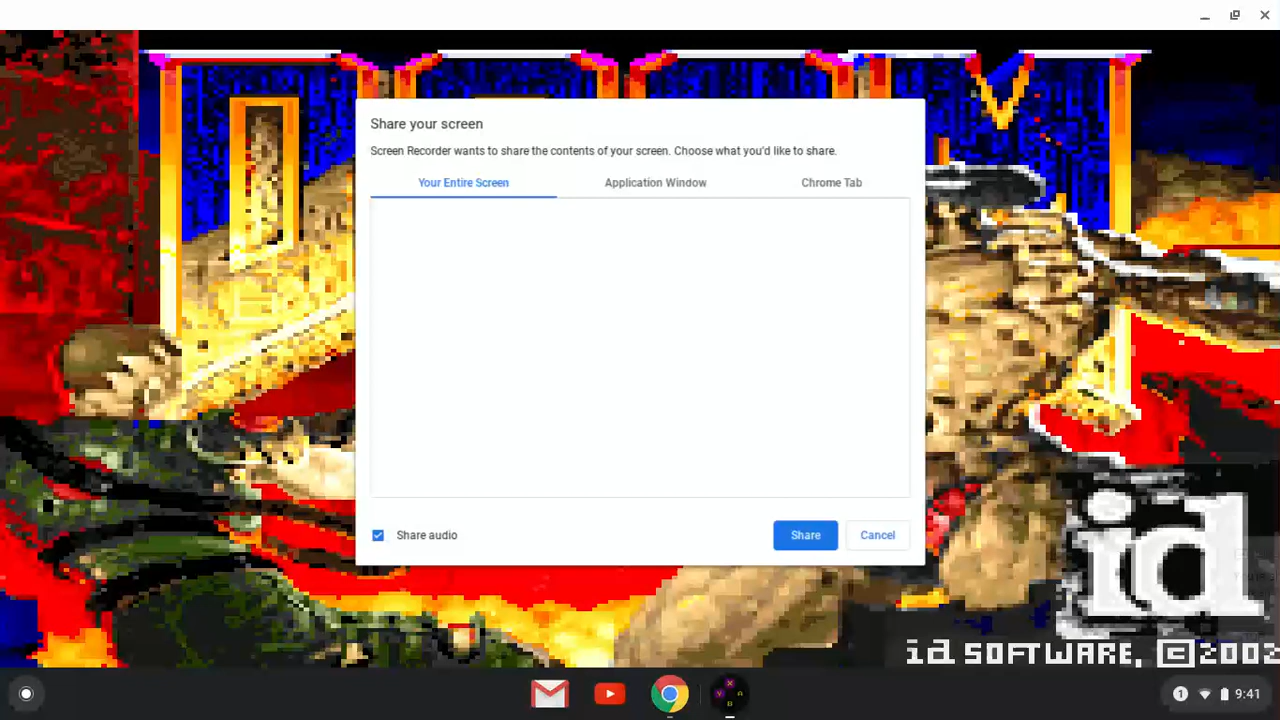 Share your screen
Screen Recorder wants to share the contents of your screen. Choose what you'd like to share.
Your Entire Screen Application Window Chrome Tab
Share audio Share Cancel
id
id SOFTWARE, ©2002
1 9:41